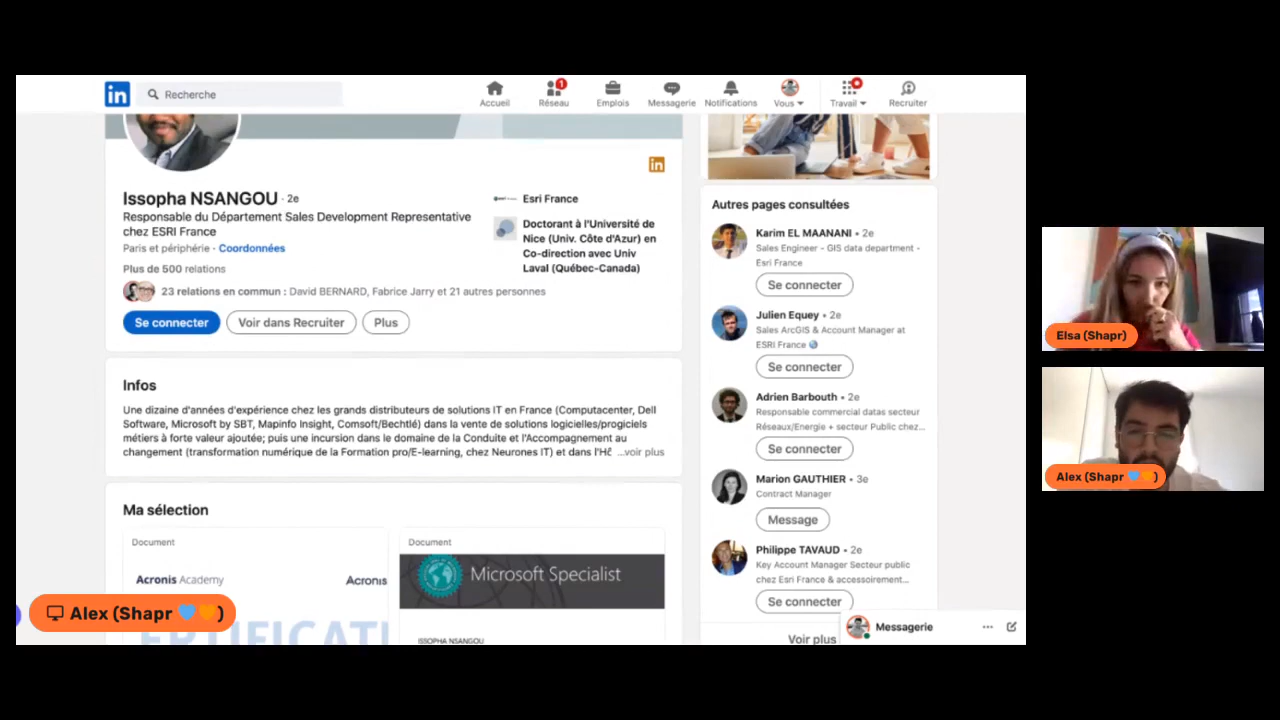 in
Recherche
1
Accueil
Réseau
Emplois
Messagerie
Notifications
Vous
Travail
Recruiter
in
Issopha NSANGOU · 2e
Responsable du Département Sales Development Representative
chez ESRI France
Paris et périphérie · Coordonnées
Plus de 500 relations
23 relations en commun : David BERNARD, Fabrice Jarry et 21 autres personnes
Se connecter
Voir dans Recruiter
Plus
Esri France
Doctorant à l'Université de
Nice (Univ. Côte d'Azur) en
Co-direction avec Univ
Laval (Québec-Canada)
Infos
Une dizaine d'années d'expérience chez les grands distributeurs de solutions IT en France (Computacenter, Dell
Software, Microsoft by SBT, Mapinfo Insight, Comsoft/Bechtlé) dans la vente de solutions logicielles/progiciels
métiers à forte valeur ajoutée; puis une incursion dans le domaine de la Conduite et l'Accompagnement au
changement (transformation numérique de la Formation pro/E-learning, chez Neurones IT) et dans l'Hê ...voir plus
Ma sélection
Document
Acronis Academy
Acronis
ERTIFICATI
Document
Microsoft Specialist
ISSOPHA NSANGOU
Autres pages consultées
Karim EL MAANANI • 2e
Sales Engineer - GIS data department -
Esri France
Se connecter
Julien Equey • 2e
Sales ArcGIS & Account Manager at
ESRI France
Se connecter
Adrien Barbouth • 2e
Responsable commercial datas secteur
Réseaux/Energie + secteur Public chez...
Se connecter
Marion GAUTHIER • 3e
Contract Manager
Message
Philippe TAVAUD • 2e
Key Account Manager Secteur public
chez Esri France & accessoirement...
Se connecter
Voir plus
Messagerie
Alex (Shapr 💙🧡)
Elsa (Shapr)
Alex (Shapr 💙🧡)